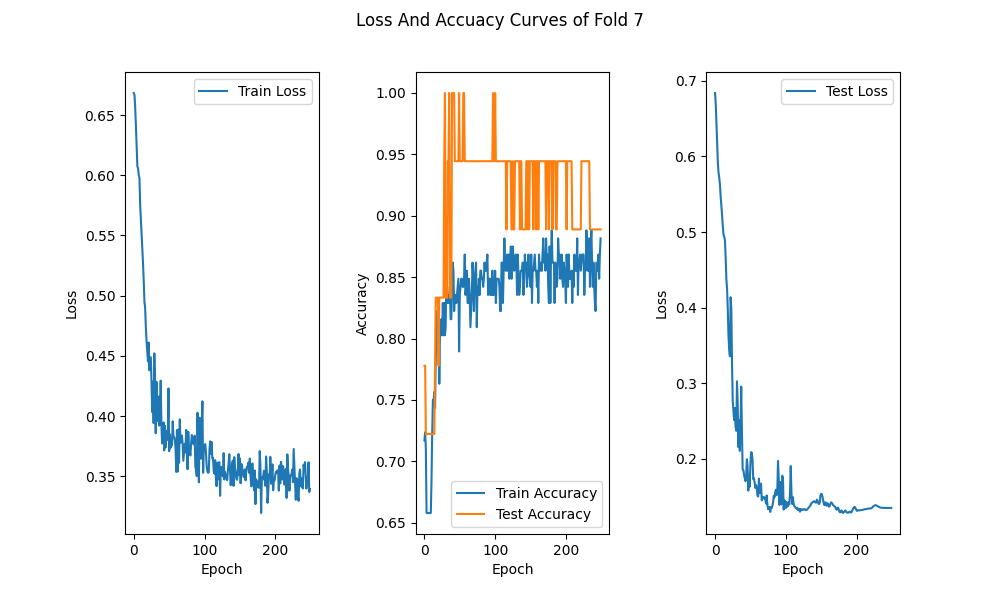 Loss And Accuacy Curves of Fold 7
Train Loss
0.65
0.60
0.55
0.50
0.45
0.40
0.35
0
100
200
Epoch
Loss
1.00
0.95
0.90
0.85
0.80
0.75
0.70
0.65
Train Accuracy
Test Accuracy
0
100
200
Epoch
Accuracy
Test Loss
0.7
0.6
0.5
0.4
0.3
0.2
0
100
200
Epoch
Loss